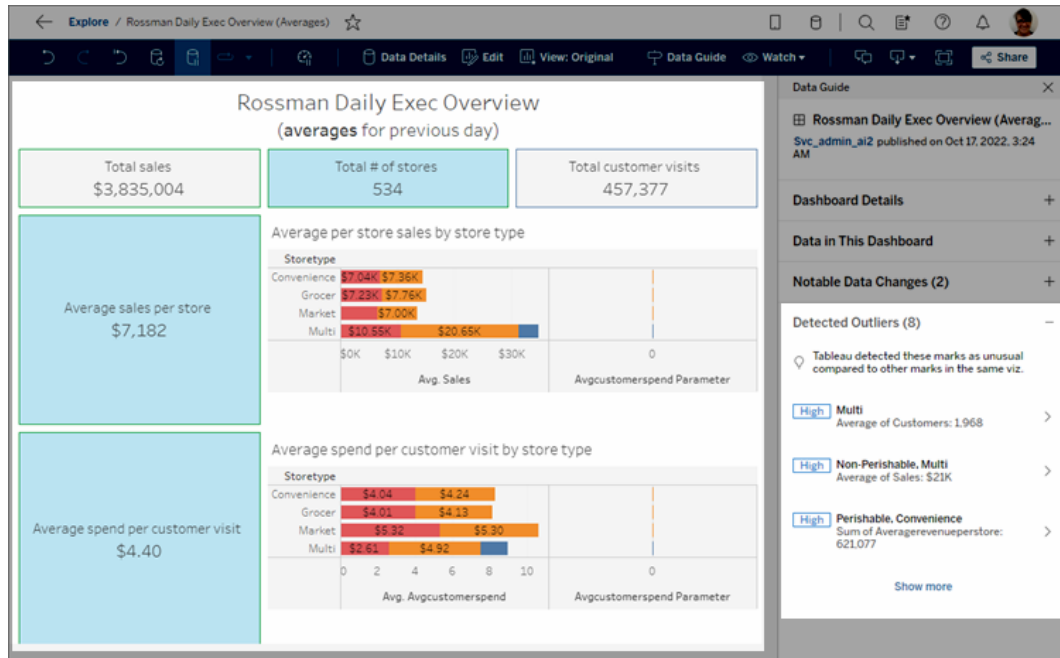 Explore / Rossman Daily Exec Overview (Averages)
Data Details Edit View: Original Data Guide Watch Share
Rossman Daily Exec Overview
(averages for previous day)
Total sales
$3,835,004
Total # of stores
534
Total customer visits
457,377
Average sales per store
$7,182
Average per store sales by store type
Storetype
Convenience $7.04K $7.36K
Grocer $7.23K $7.76K
Market $7.00K
Multi $10.55K $20.65K
$0K $10K $20K $30K 0
Avg. Sales Avgcustomerspend Parameter
Average spend per customer visit
$4.40
Average spend per customer visit by store type
Storetype
Convenience $4.04 $4.24
Grocer $4.01 $4.13
Market $5.32 $5.30
Multi $2.61 $4.92
0 2 4 6 8 10 0
Avg. Avgcustomerspend Avgcustomerspend Parameter
Data Guide
Rossman Daily Exec Overview (Averag...
Svc_admin_ai2 published on Oct 17, 2022, 3:24
AM
Dashboard Details
Data in This Dashboard
Notable Data Changes (2)
Detected Outliers (8)
Tableau detected these marks as unusual
compared to other marks in the same viz.
High Multi
Average of Customers: 1,968
High Non-Perishable, Multi
Average of Sales: $21K
High Perishable, Convenience
Sum of Averagerevenueperstore:
621,077
Show more